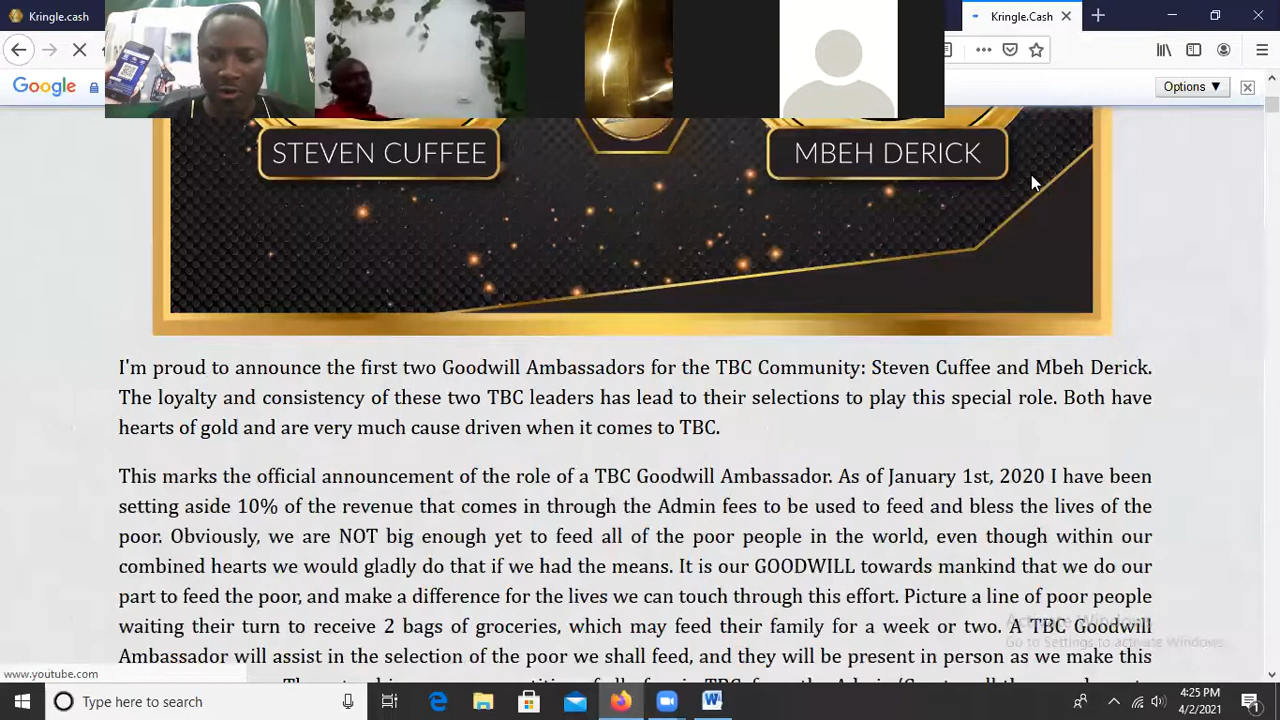 Kringle.cash
Kringle.Cash
Google
Options ▼
STEVEN CUFFEE
MBEH DERICK
I'm proud to announce the first two Goodwill Ambassadors for the TBC Community: Steven Cuffee and Mbeh Derick.
The loyalty and consistency of these two TBC leaders has lead to their selections to play this special role. Both have
hearts of gold and are very much cause driven when it comes to TBC.
This marks the official announcement of the role of a TBC Goodwill Ambassador. As of January 1st, 2020 I have been
setting aside 10% of the revenue that comes in through the Admin fees to be used to feed and bless the lives of the
poor. Obviously, we are NOT big enough yet to feed all of the poor people in the world, even though within our
combined hearts we would gladly do that if we had the means. It is our GOODWILL towards mankind that we do our
part to feed the poor, and make a difference for the lives we can touch through this effort. Picture a line of poor people
waiting their turn to receive 2 bags of groceries, which may feed their family for a week or two. A TBC Goodwill
Ambassador will assist in the selection of the poor we shall feed, and they will be present in person as we make this
Activate Windows
Go to Settings to activate Windows.
www.youtube.com
Type here to search
4:25 PM
4/2/2021